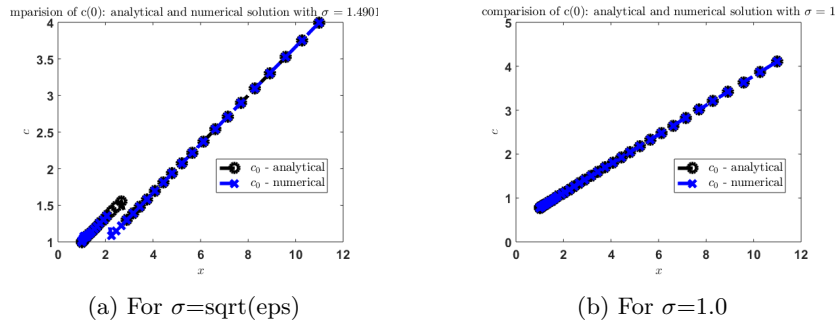 mparision of c(0): analytical and numerical solution with σ = 1.4901
4
3.5
3
2.5
2
1.5
1
c
0 2 4 6 8 10 12
x
c₀ - analytical
c₀ - numerical
(a) For σ=sqrt(eps)
comparision of c(0): analytical and numerical solution with σ = 1
5
4
3
2
1
0
c
0 2 4 6 8 10 12
x
c₀ - analytical
c₀ - numerical
(b) For σ=1.0